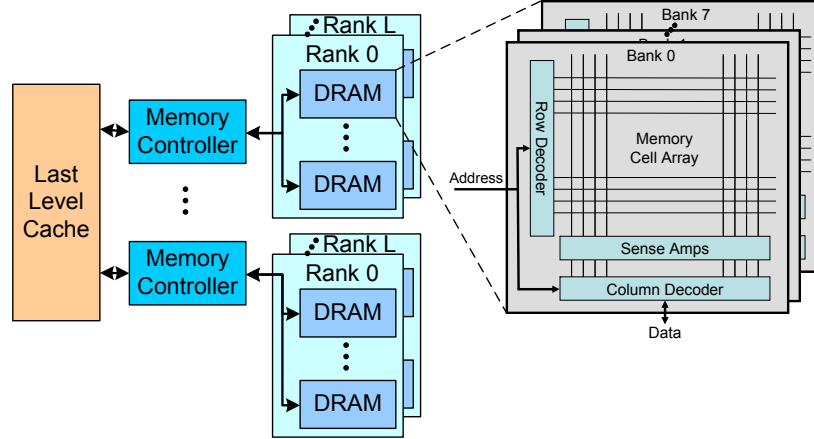 Rank L
Rank 0
DRAM
DRAM
Memory
Controller
Last
Level
Cache
Memory
Controller
Rank L
Rank 0
DRAM
DRAM
Bank 7
Bank 0
Row Decoder
Memory
Cell Array
Address
Sense Amps
Column Decoder
Data